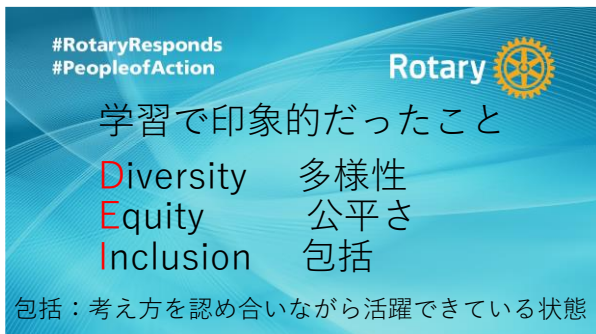 #RotaryResponds
#PeopleofAction
Rotary
学習で印象的だったこと
Diversity 多様性
Equity 公平さ
Inclusion 包括
包括：考え方を認め合いながら活躍できている状態